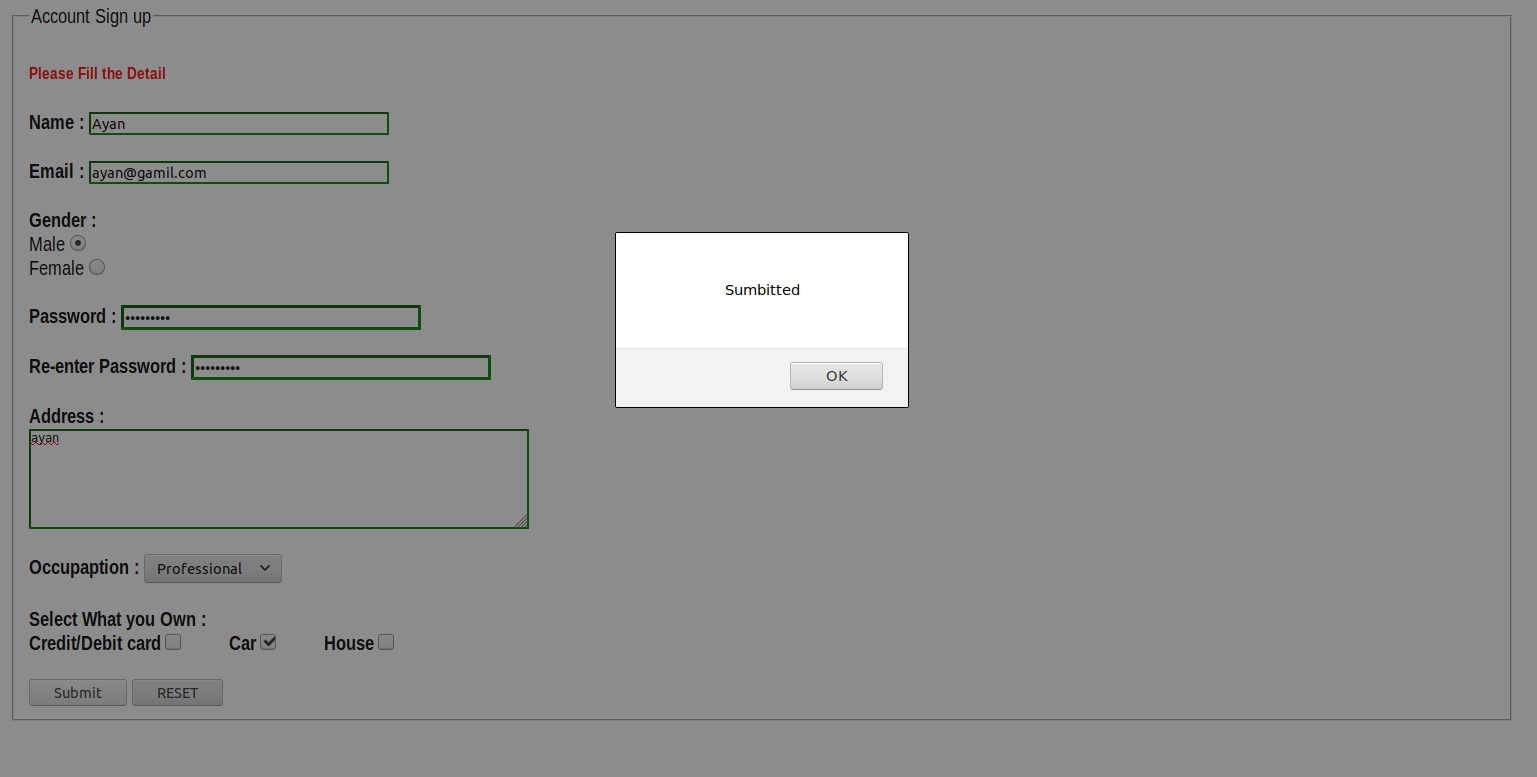 Account Sign up
Please Fill the Detail
Name : Ayan
Email : ayan@gamil.com
Gender :
Male
Female
Password : •••••••••
Re-enter Password : •••••••••
Address :
ayan
Occupaption : Professional
Select What you Own :
Credit/Debit card Car House
Submit RESET
Sumbitted
OK